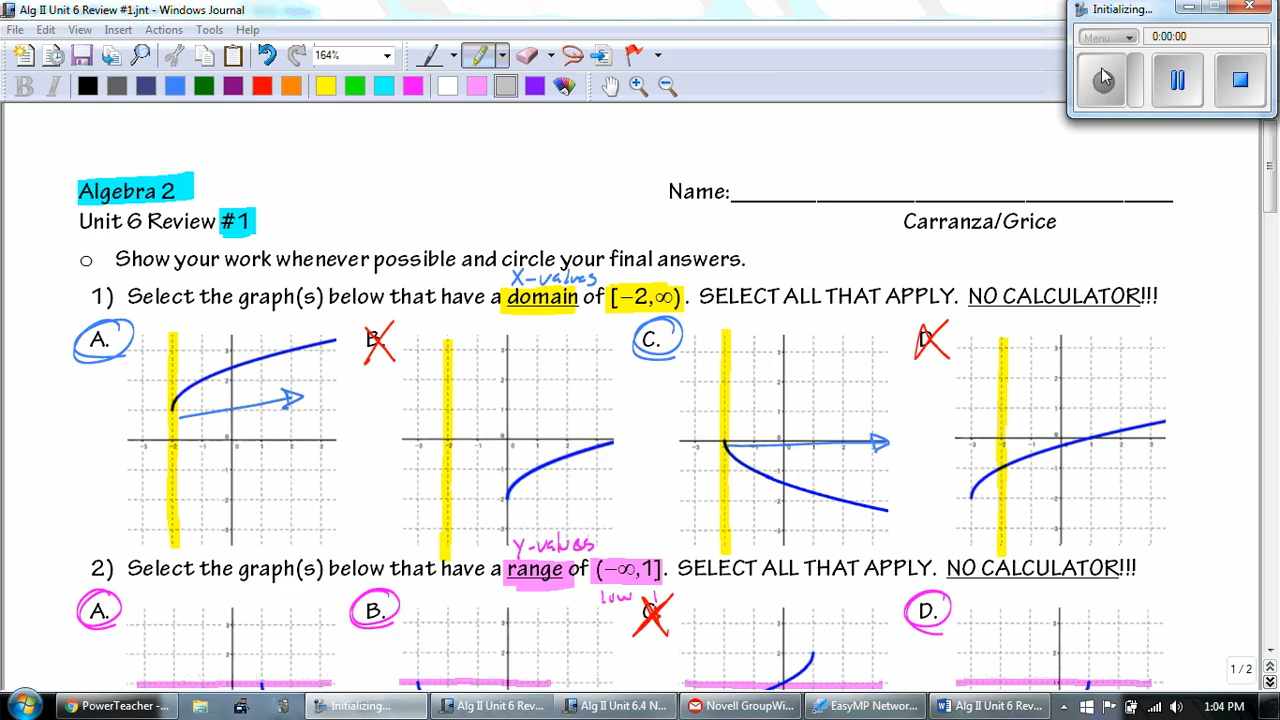 Alg II Unit 6 Review #1.jnt - Windows Journal
Initializing...
File Edit View Insert Actions Tools Help
Menu 0:00:00
164%
B I
Algebra 2
Name:
Unit 6 Review #1
Carranza/Grice
o Show your work whenever possible and circle your final answers.
X-values
1) Select the graph(s) below that have a domain of [−2,∞). SELECT ALL THAT APPLY. NO CALCULATOR!!!
A. B. C. D.
y-values
2) Select the graph(s) below that have a range of (−∞,1]. SELECT ALL THAT APPLY. NO CALCULATOR!!!
low
A. B. C. D.
1 / 2
PowerTeacher -... Initializing... Alg II Unit 6 Rev... Alg II Unit 6.4 N... Novell GroupWi... EasyMP Networ... Alg II Unit 6 Rev... 1:04 PM